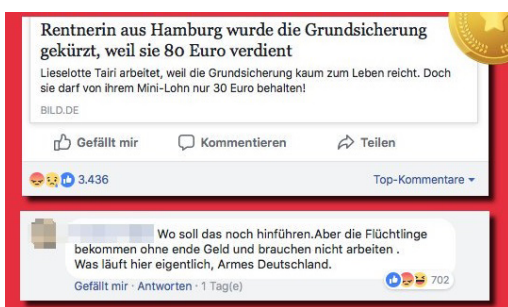 Rentnerin aus Hamburg wurde die Grundsicherung
gekürzt, weil sie 80 Euro verdient
Lieselotte Tairi arbeitet, weil die Grundsicherung kaum zum Leben reicht. Doch
sie darf von ihrem Mini-Lohn nur 30 Euro behalten!
BILD.DE
Gefällt mir Kommentieren Teilen
3.436 Top-Kommentare
Wo soll das noch hinführen.Aber die Flüchtlinge
bekommen ohne ende Geld und brauchen nicht arbeiten .
Was läuft hier eigentlich, Armes Deutschland.
Gefällt mir · Antworten · 1 Tag(e) 702